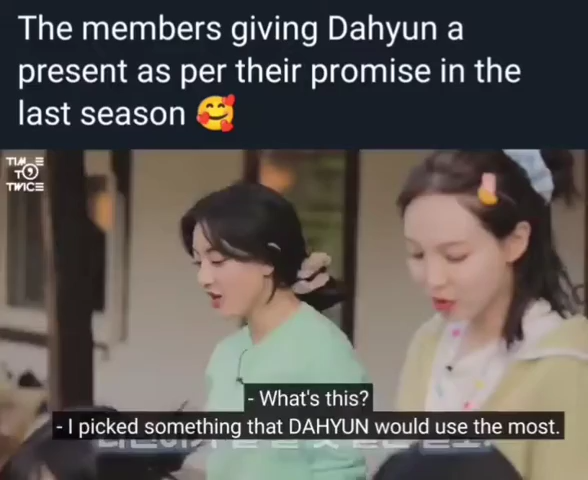 The members giving Dahyun a
present as per their promise in the
last season 🥰
TIME
TO
TWICE
- What's this?
- I picked something that DAHYUN would use the most.